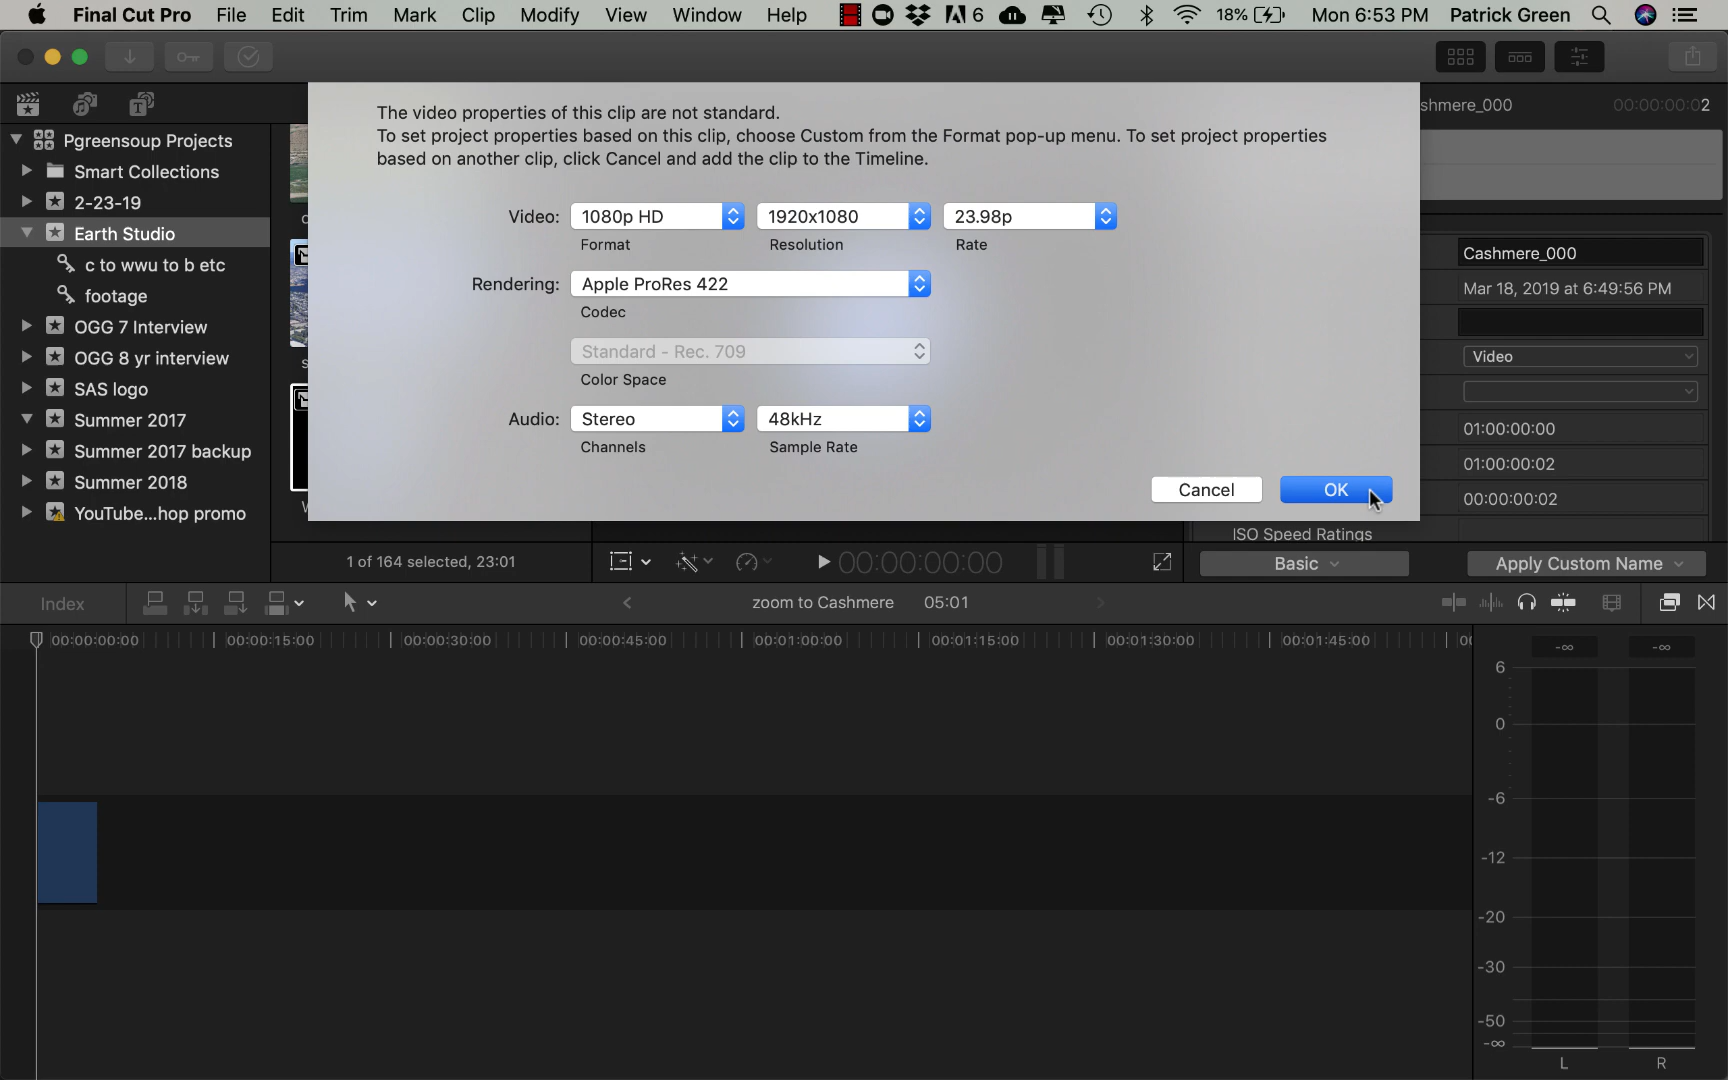 Final Cut Pro File Edit Trim Mark Clip Modify View Window Help 6 18% Mon 6:53 PM Patrick Green
The video properties of this clip are not standard.
To set project properties based on this clip, choose Custom from the Format pop-up menu. To set project properties
based on another clip, click Cancel and add the clip to the Timeline.
Video: 1080p HD 1920x1080 23.98p
Format Resolution Rate
Rendering: Apple ProRes 422
Codec
Standard - Rec. 709
Color Space
Audio: Stereo 48kHz
Channels Sample Rate
Cancel OK
Pgreensoup Projects
Smart Collections
2-23-19
Earth Studio
c to wwu to b etc
footage
OGG 7 Interview
OGG 8 yr interview
SAS logo
Summer 2017
Summer 2017 backup
Summer 2018
YouTube...hop promo
shmere_000 00:00:00:02
Cashmere_000
Mar 18, 2019 at 6:49:56 PM
Video
01:00:00:00
01:00:00:02
00:00:00:02
ISO Speed Ratings
1 of 164 selected, 23:01 00:00:00:00 Basic Apply Custom Name
Index zoom to Cashmere 05:01
00:00:00:00 00:00:15:00 00:00:30:00 00:00:45:00 00:01:00:00 00:01:15:00 00:01:30:00 00:01:45:00 00
-∞ -∞
6
0
-6
-12
-20
-30
-50
-∞
L R